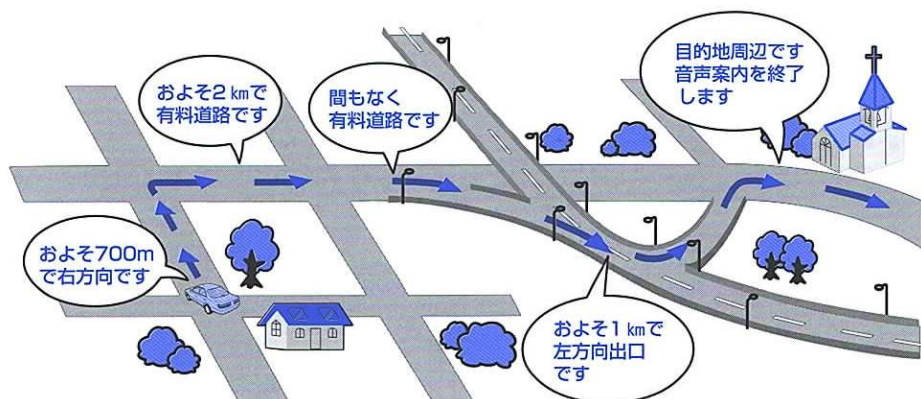 およそ700m
で右方向です
およそ2kmで
有料道路です
間もなく
有料道路です
およそ1kmで
左方向出口
です
目的地周辺です
音声案内を終了
します